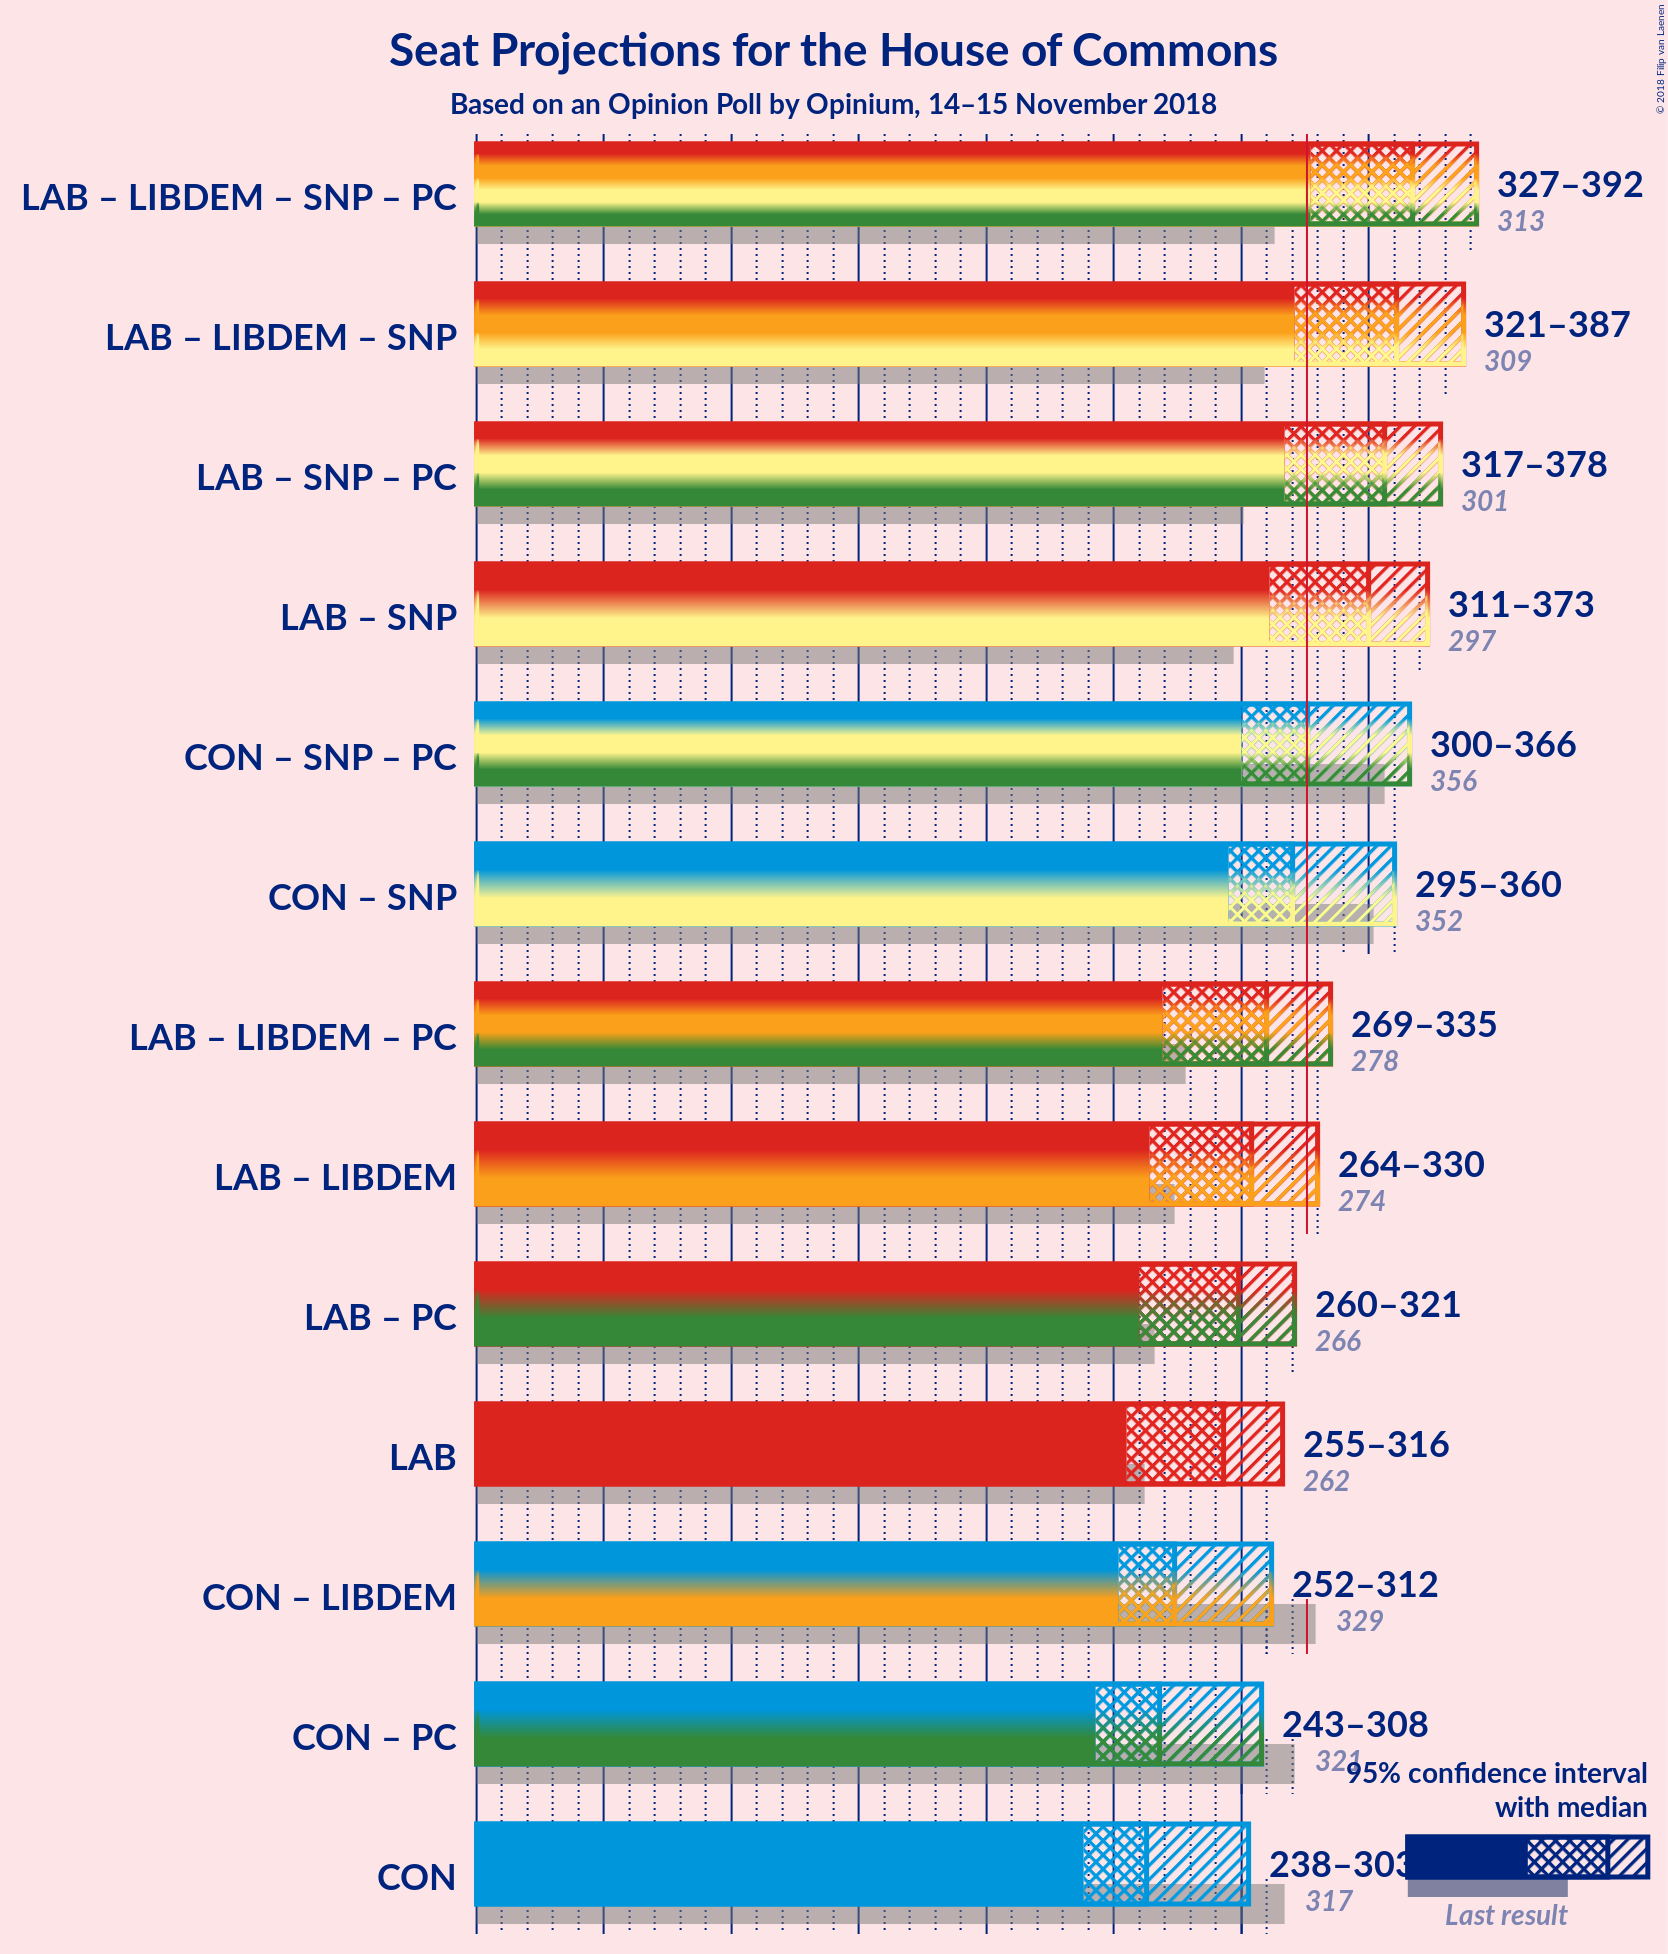 © 2018 Filip van Laenen
Seat Projections for the House of Commons
Based on an Opinion Poll by Opinium, 14–15 November 2018
LAB – LIBDEM – SNP – PC
327–392
313
LAB – LIBDEM – SNP
321–387
309
LAB – SNP – PC
317–378
301
LAB – SNP
311–373
297
CON – SNP – PC
300–366
356
CON – SNP
295–360
352
LAB – LIBDEM – PC
269–335
278
LAB – LIBDEM
264–330
274
LAB – PC
260–321
266
LAB
255–316
262
CON – LIBDEM
252–312
329
CON – PC
243–308
321
95% confidence interval
with median
CON
238–303
317
Last result